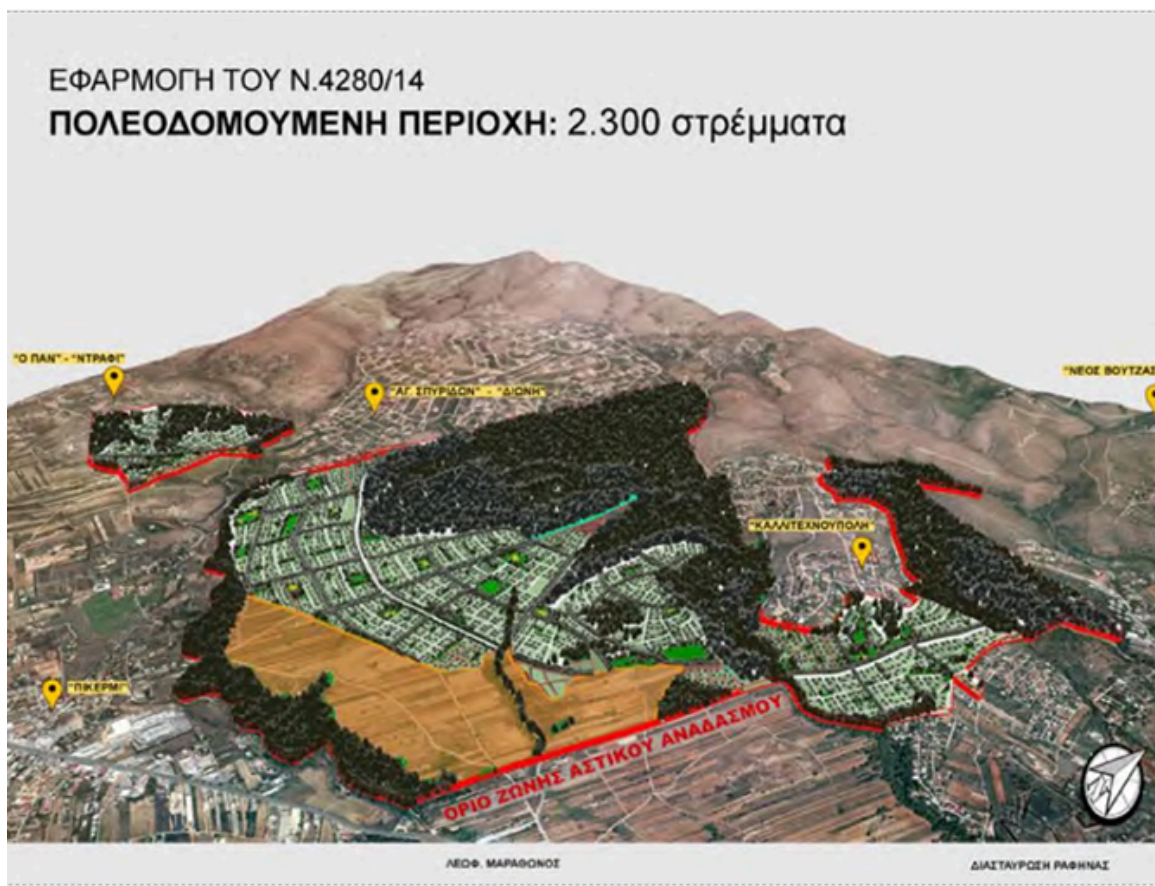 ΕΦΑΡΜΟΓΗ ΤΟΥ Ν.4280/14
ΠΟΛΕΟΔΟΜΟΥΜΕΝΗ ΠΕΡΙΟΧΗ: 2.300 στρέμματα
"Ο ΠΑΝ" - "ΝΤΡΑΦΙ"
"ΑΓ. ΣΠΥΡΙΔΩΝ" - "ΔΙΩΝΗ"
"ΝΕΟΣ ΒΟΥΤΖΑΣ
"ΚΑΛΛΙΤΕΧΝΟΥΠΟΛΗ"
"ΠΙΚΕΡΜΙ"
ΟΡΙΟ ΖΩΝΗΣ ΑΣΤΙΚΟΥ ΑΝΑΔΑΣΜΟΥ
ΛΕΩΦ. ΜΑΡΑΘΩΝΟΣ
ΔΙΑΣΤΑΥΡΩΣΗ ΡΑΦΗΝΑΣ